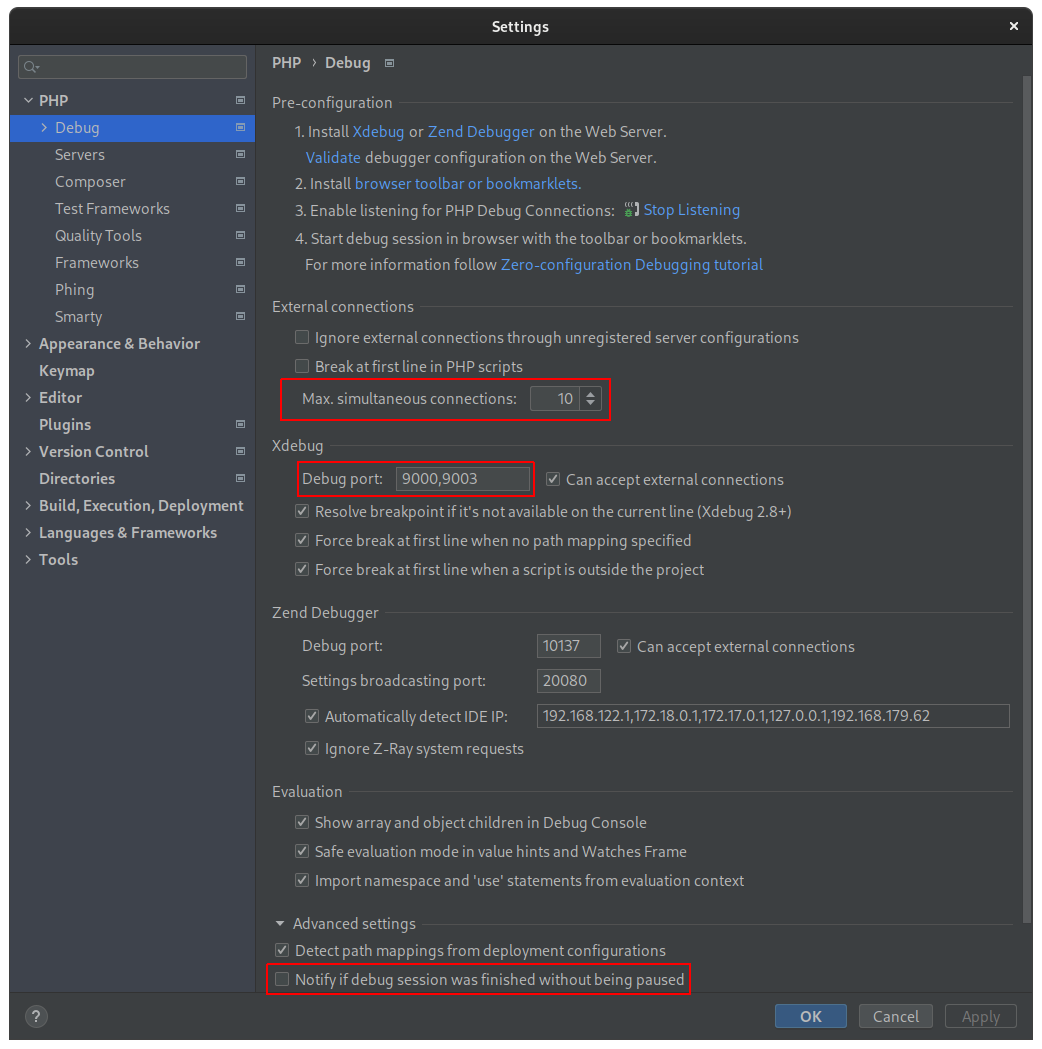 Settings
PHP › Debug
PHP
Debug
Servers
Composer
Test Frameworks
Quality Tools
Frameworks
Phing
Smarty
Appearance & Behavior
Keymap
Editor
Plugins
Version Control
Directories
Build, Execution, Deployment
Languages & Frameworks
Tools
Pre-configuration
1. Install Xdebug or Zend Debugger on the Web Server.
Validate debugger configuration on the Web Server.
2. Install browser toolbar or bookmarklets.
3. Enable listening for PHP Debug Connections: Stop Listening
4. Start debug session in browser with the toolbar or bookmarklets.
For more information follow Zero-configuration Debugging tutorial
External connections
Ignore external connections through unregistered server configurations
Break at first line in PHP scripts
Max. simultaneous connections: 10
Xdebug
Debug port: 9000,9003 Can accept external connections
Resolve breakpoint if it's not available on the current line (Xdebug 2.8+)
Force break at first line when no path mapping specified
Force break at first line when a script is outside the project
Zend Debugger
Debug port: 10137 Can accept external connections
Settings broadcasting port: 20080
Automatically detect IDE IP: 192.168.122.1,172.18.0.1,172.17.0.1,127.0.0.1,192.168.179.62
Ignore Z-Ray system requests
Evaluation
Show array and object children in Debug Console
Safe evaluation mode in value hints and Watches Frame
Import namespace and 'use' statements from evaluation context
Advanced settings
Detect path mappings from deployment configurations
Notify if debug session was finished without being paused
? OK Cancel Apply